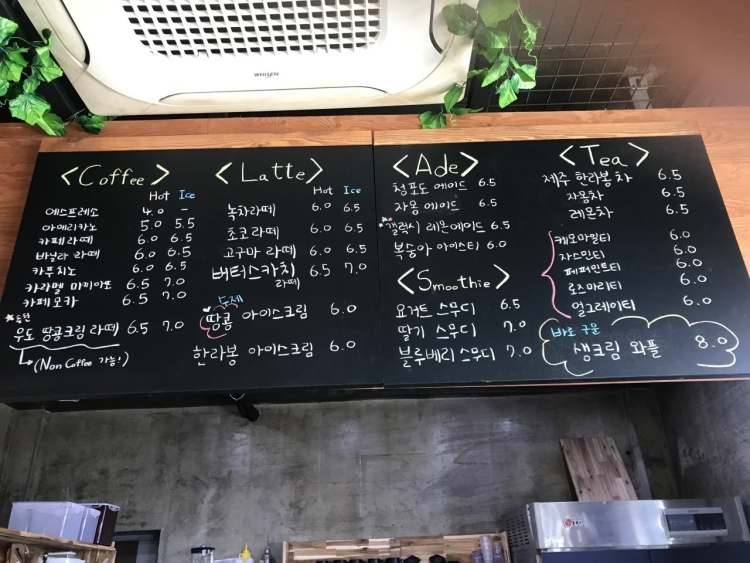 WHISEN
<Coffee>
Hot Ice
에스프레소 4.0 -
아메리카노 5.0 5.5
카페라떼 6.0 6.5
바닐라 라떼 6.0 6.5
카푸치노 6.0 6.5
카라멜 마끼아또 6.5 7.0
카페모카 6.5 7.0
우도 땅콩크림 라떼 6.5 7.0
(Non Coffee 가능!)
<Latte>
Hot Ice
녹차라떼 6.0 6.5
초코라떼 6.0 6.5
고구마 라떼 6.0 6.5
버터스카치 6.5 7.0
라떼
수제
땅콩 아이스크림 6.0
한라봉 아이스크림 6.0
<Ade>
청포도 에이드 6.5
자몽 에이드 6.5
갤럭시 레몬에이드 6.5
복숭아 아이스티 6.0
<Smoothie>
요거트 스무디 6.5
딸기 스무디 7.0
블루베리 스무디 7.0
<Tea>
제주 한라봉차 6.5
자몽차 6.5
레몬차 6.5
캐모마일티 6.0
자스민티 6.0
페퍼민트티 6.0
로즈마리티 6.0
얼그레이티 6.0
바로 구운
생크림 와플 8.0